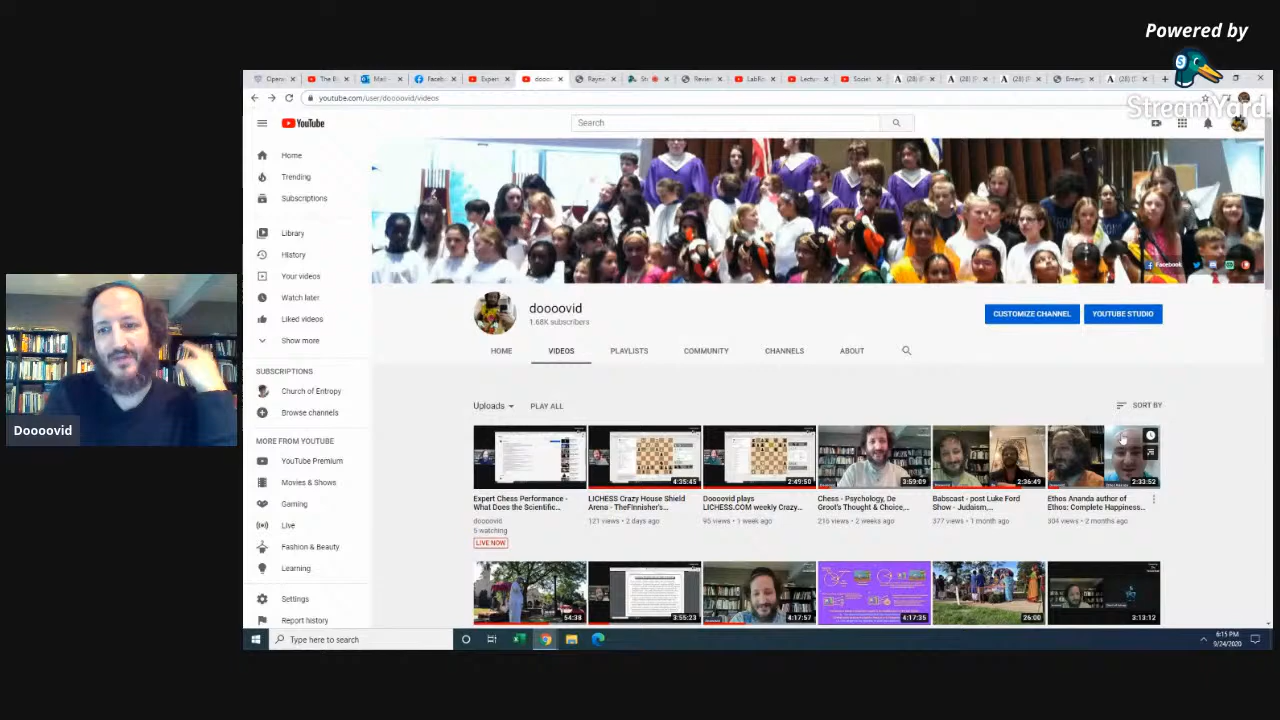 Powered by
StreamYard
youtube.com/user/doooovid/videos
YouTube
Search
Home
Trending
Subscriptions
Library
History
Your videos
Watch later
Liked videos
Show more
SUBSCRIPTIONS
Church of Entropy
Browse channels
MORE FROM YOUTUBE
YouTube Premium
Movies & Shows
Gaming
Live
Fashion & Beauty
Learning
Settings
Report history
Facebook
doooovid
1.68K subscribers
CUSTOMIZE CHANNEL
YOUTUBE STUDIO
HOME
VIDEOS
PLAYLISTS
COMMUNITY
CHANNELS
ABOUT
Uploads
PLAY ALL
SORT BY
4:35:45
2:49:50
3:59:09
2:36:49
2:33:52
Expert Chess Performance -
What Does the Scientific...
doooovid
5 watching
LIVE NOW
LICHESS Crazy House Shield
Arena - TheFinnisher's...
121 views • 2 days ago
Doooovid plays
LICHESS.COM weekly Crazy...
95 views • 1 week ago
Chess - Psychology, De
Groot's Thought & Choice,...
216 views • 2 weeks ago
Babscast - post Luke Ford
Show - Judaism,...
377 views • 1 month ago
Ethos Ananda author of
Ethos: Complete Happiness...
304 views • 2 months ago
54:38
3:55:23
4:17:57
4:17:35
26:00
3:13:12
Doooovid
Type here to search
6:15 PM
9/24/2020